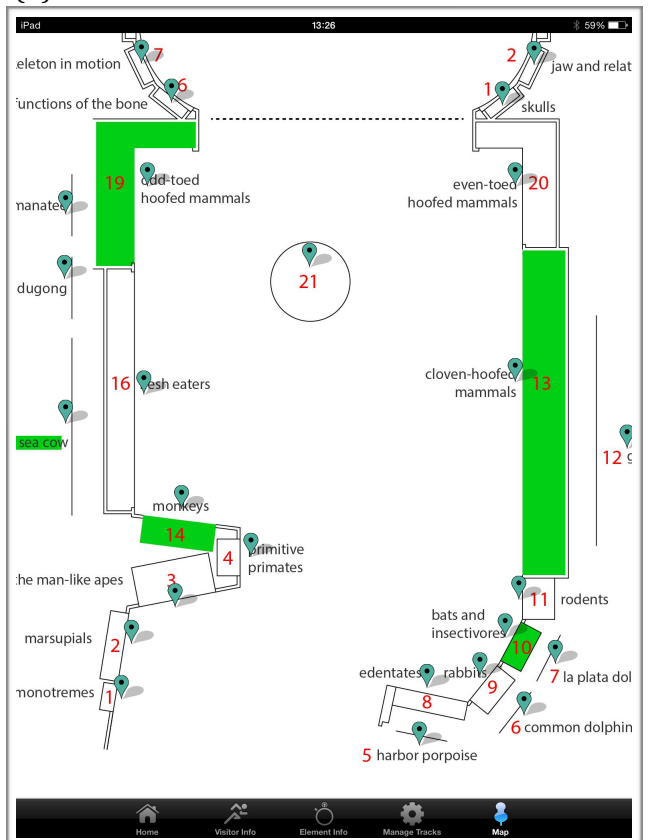 iPad 13:26 59%
7
eleton in motion
6
functions of the bone
2
jaw and relat
1
skulls
19
odd-toed
hoofed mammals
even-toed
hoofed mammals
20
manatee
dugong
21
16
flesh eaters
cloven-hoofed
mammals
13
sea cow
12 g
monkeys
14
4
primitive
primates
the man-like apes
3
11
rodents
bats and
insectivores
10
marsupials
2
edentates
rabbits
7 la plata dol
monotremes
1
8
9
6 common dolphin
5 harbor porpoise
Home
Visitor Info
Element Info
Manage Tracks
Map